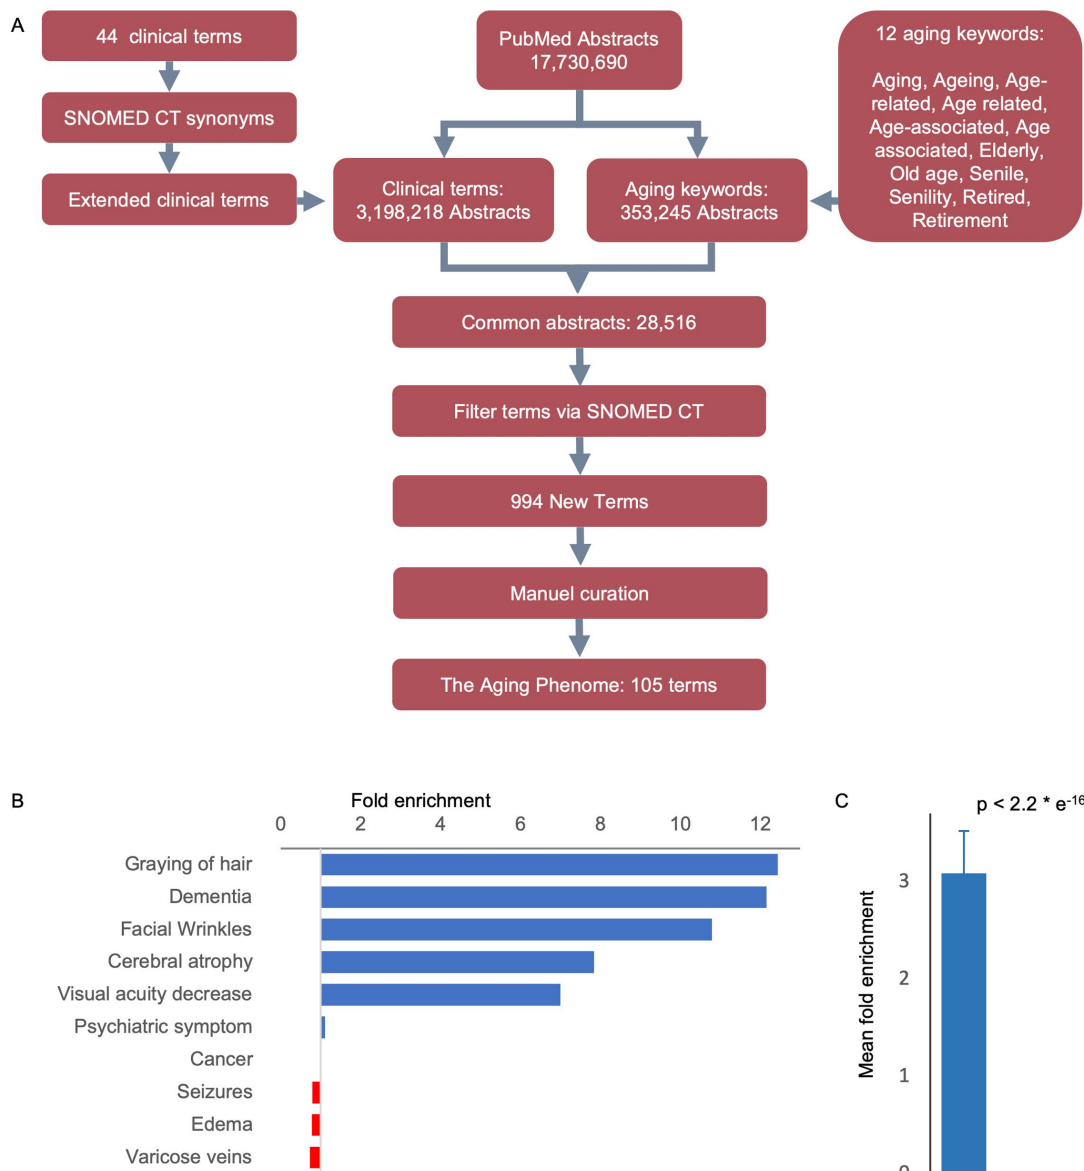 A
44 clinical terms
SNOMED CT synonyms
Extended clinical terms
PubMed Abstracts
17,730,690
Clinical terms:
3,198,218 Abstracts
Aging keywords:
353,245 Abstracts
12 aging keywords:
Aging, Ageing, Age-
related, Age related,
Age-associated, Age
associated, Elderly,
Old age, Senile,
Senility, Retired,
Retirement
Common abstracts: 28,516
Filter terms via SNOMED CT
994 New Terms
Manuel curation
The Aging Phenome: 105 terms
B
Fold enrichment
0 2 4 6 8 10 12
Graying of hair
Dementia
Facial Wrinkles
Cerebral atrophy
Visual acuity decrease
Psychiatric symptom
Cancer
Seizures
Edema
Varicose veins
C
p < 2.2 * e-16
Mean fold enrichment
3
2
1
0